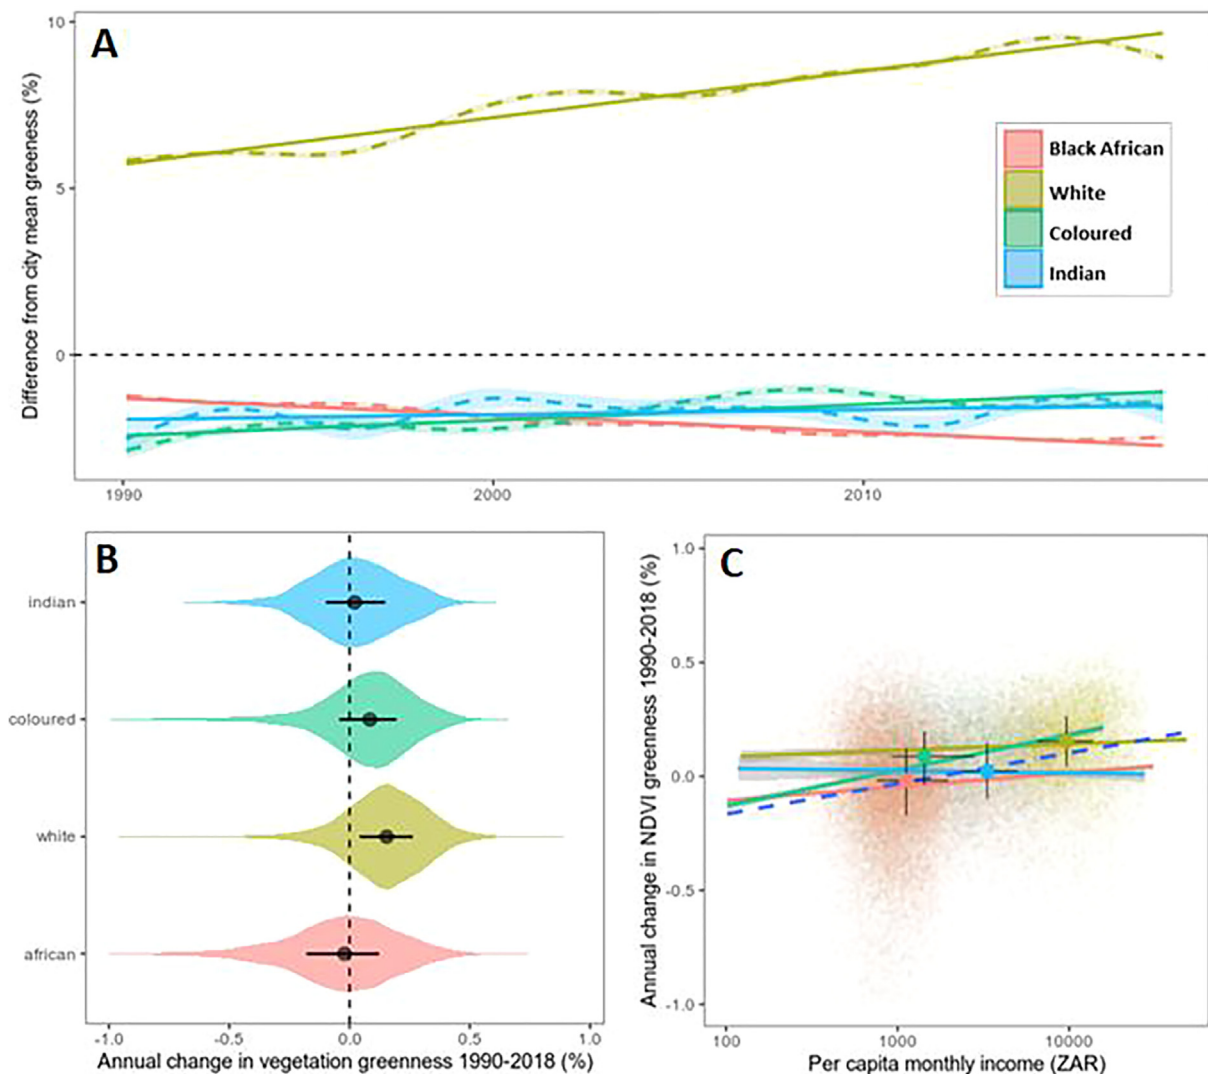 A
Difference from city mean greeness (%)
10
5
0
1990
2000
2010
Black African
White
Coloured
Indian
B
indian
coloured
white
african
-1.0
-0.5
0.0
0.5
1.0
Annual change in vegetation greenness 1990-2018 (%)
C
Annual change in NDVI greenness 1990-2018 (%)
1.0
0.5
0.0
-0.5
-1.0
100
1000
10000
Per capita monthly income (ZAR)